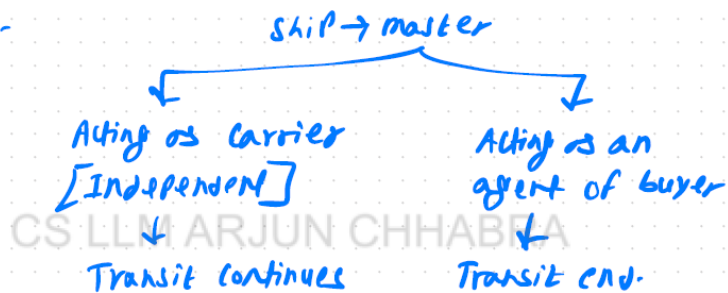 ship → master
Acting as carrier
[Independent]
↓
Transit continues
Acting as an
agent of buyer
↓
Transit end.
CS LLM ARJUN CHHABRA